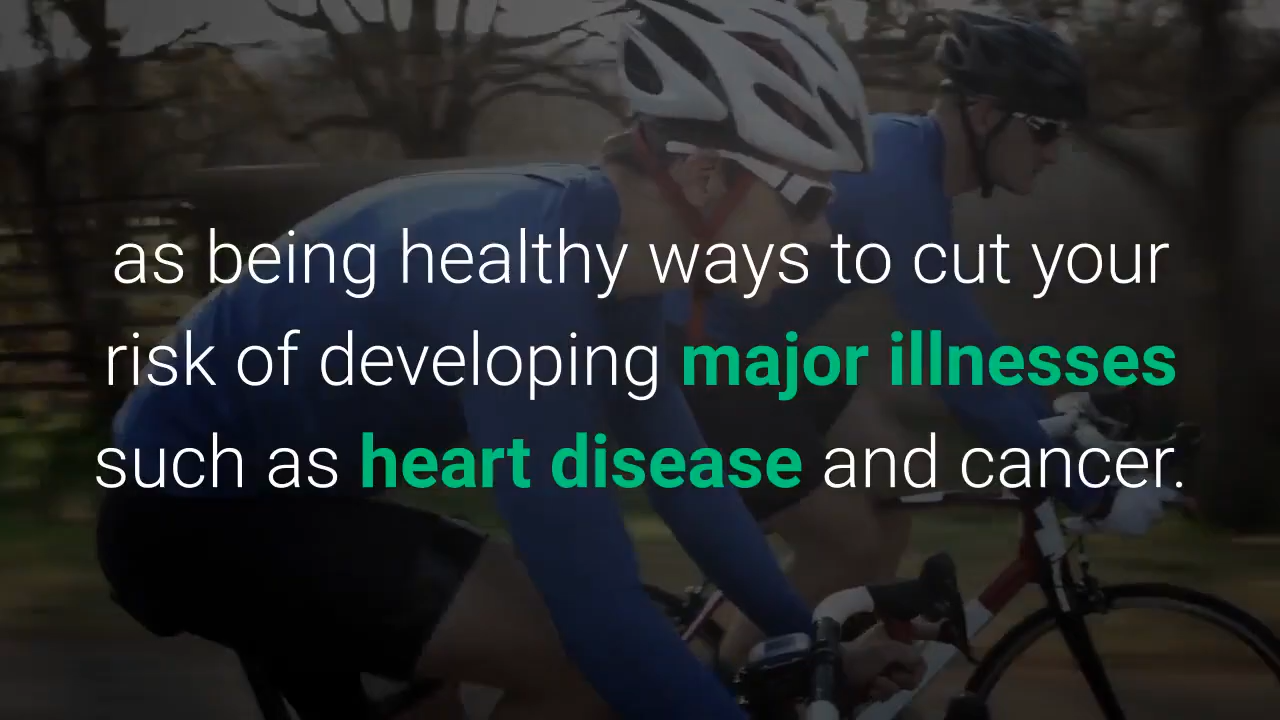 as being healthy ways to cut your
risk of developing major illnesses
such as heart disease and cancer.